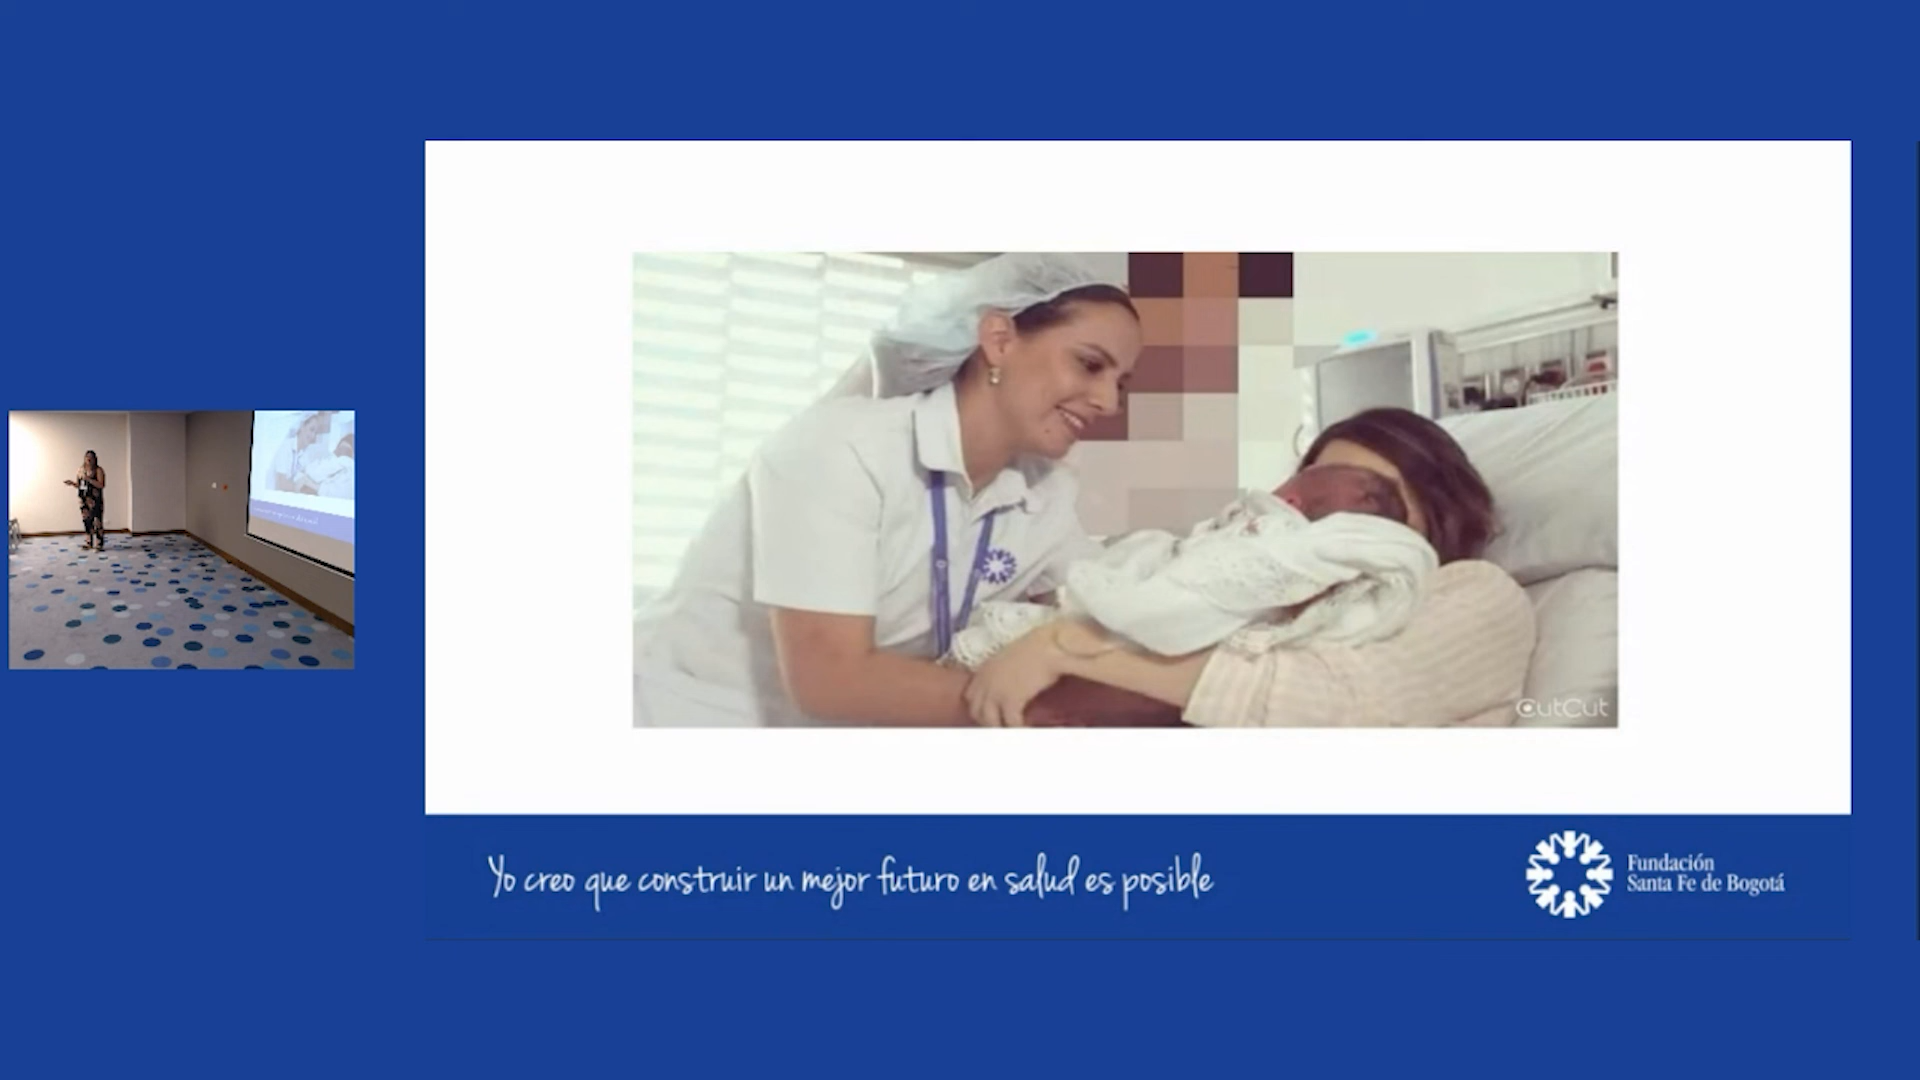 CutCut
Yo creo que construir un mejor futuro en salud es posible
Fundación
Santa Fe de Bogotá